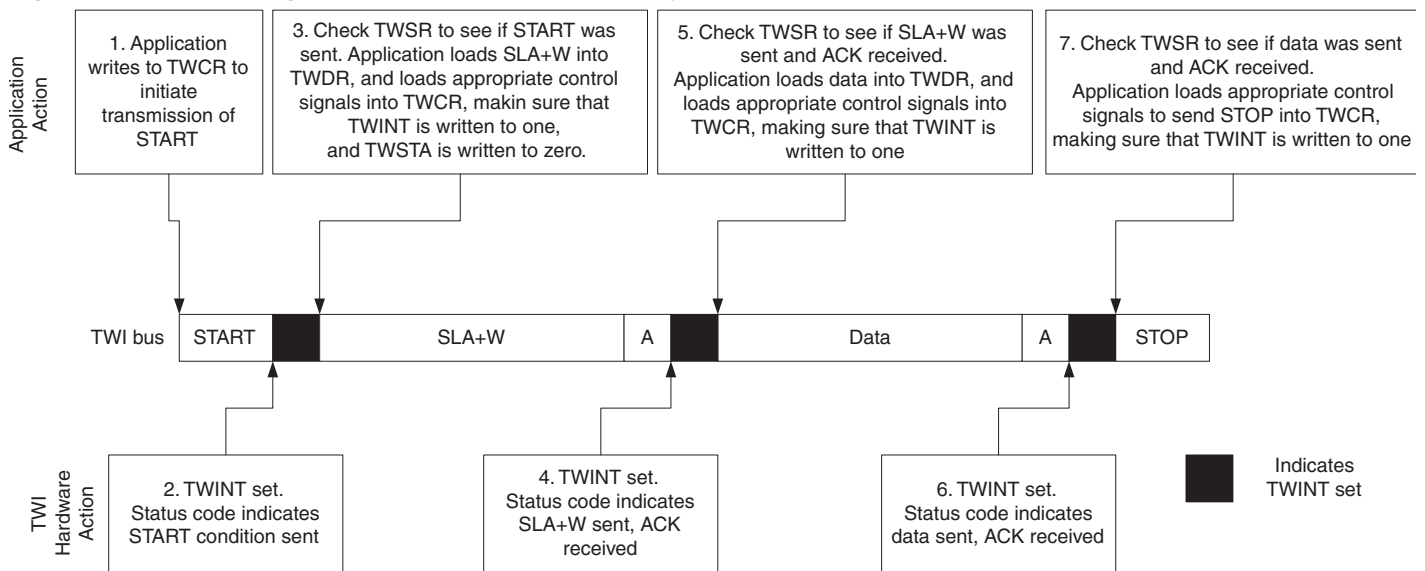 Application
Action
1. Application
writes to TWCR to
initiate
transmission of
START
3. Check TWSR to see if START was
sent. Application loads SLA+W into
TWDR, and loads appropriate control
signals into TWCR, makin sure that
TWINT is written to one,
and TWSTA is written to zero.
5. Check TWSR to see if SLA+W was
sent and ACK received.
Application loads data into TWDR, and
loads appropriate control signals into
TWCR, making sure that TWINT is
written to one
7. Check TWSR to see if data was sent
and ACK received.
Application loads appropriate control
signals to send STOP into TWCR,
making sure that TWINT is written to one
TWI bus
START
SLA+W
A
Data
A
STOP
TWI
Hardware
Action
2. TWINT set.
Status code indicates
START condition sent
4. TWINT set.
Status code indicates
SLA+W sent, ACK
received
6. TWINT set.
Status code indicates
data sent, ACK received
Indicates
TWINT set